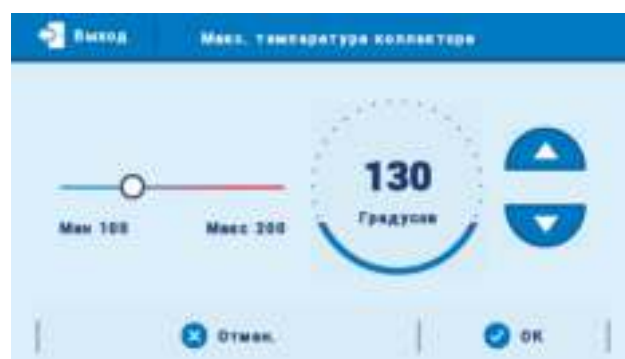 Выход
Макс. температура коллектора
130
Градусов
Мин 100
Макс 200
Отмен.
OK